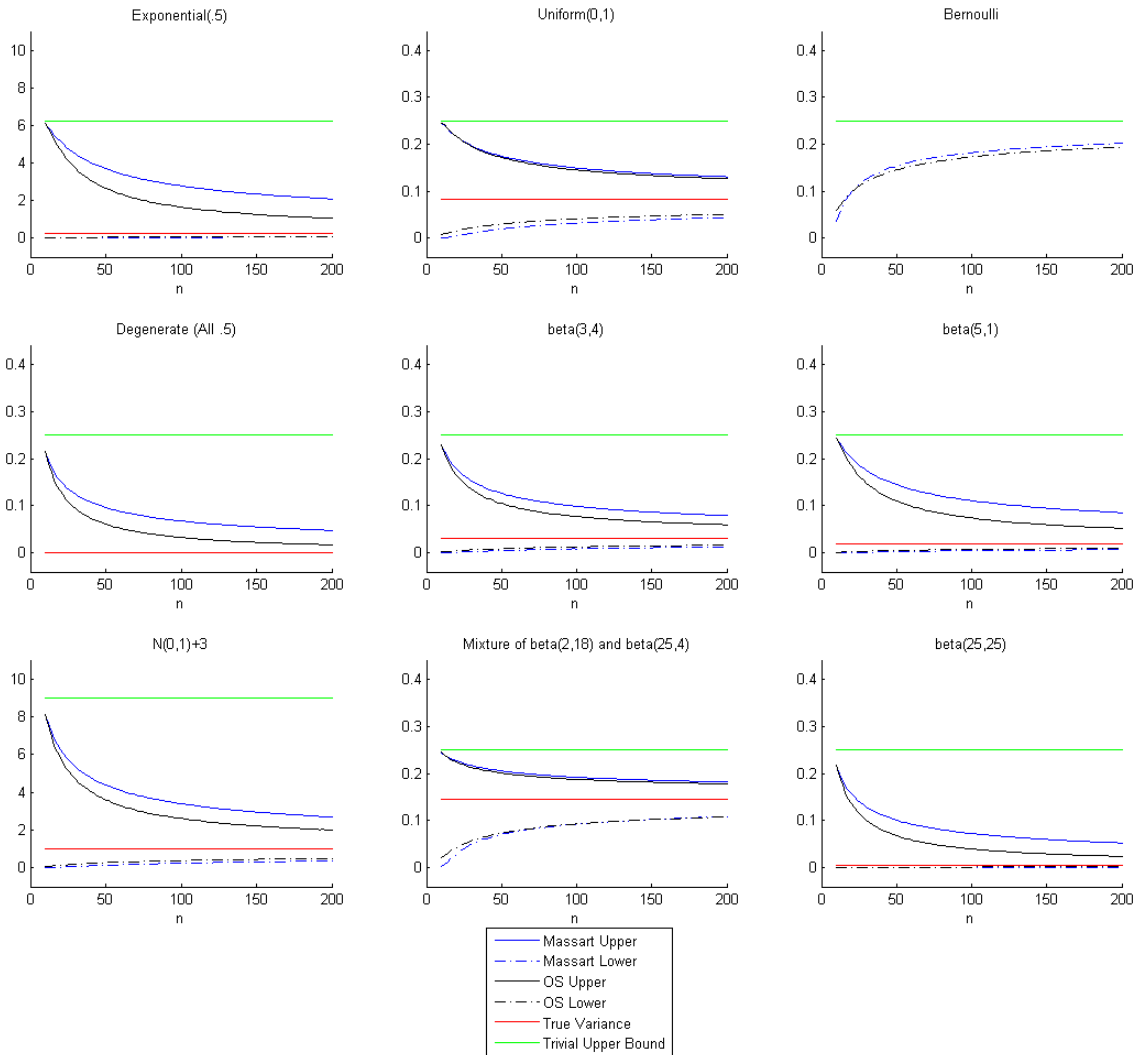 Exponential(.5)
10
8
6
4
2
0
0 50 100 150 200
n
Uniform(0,1)
0.4
0.3
0.2
0.1
0
0 50 100 150 200
n
Bernoulli
0.4
0.3
0.2
0.1
0
0 50 100 150 200
n
Degenerate (All .5)
0.4
0.3
0.2
0.1
0
0 50 100 150 200
n
beta(3,4)
0.4
0.3
0.2
0.1
0
0 50 100 150 200
n
beta(5,1)
0.4
0.3
0.2
0.1
0
0 50 100 150 200
n
N(0,1)+3
10
8
6
4
2
0
0 50 100 150 200
n
Mixture of beta(2,18) and beta(25,4)
0.4
0.3
0.2
0.1
0
0 50 100 150 200
n
beta(25,25)
0.4
0.3
0.2
0.1
0
0 50 100 150 200
n
Massart Upper
Massart Lower
OS Upper
OS Lower
True Variance
Trivial Upper Bound